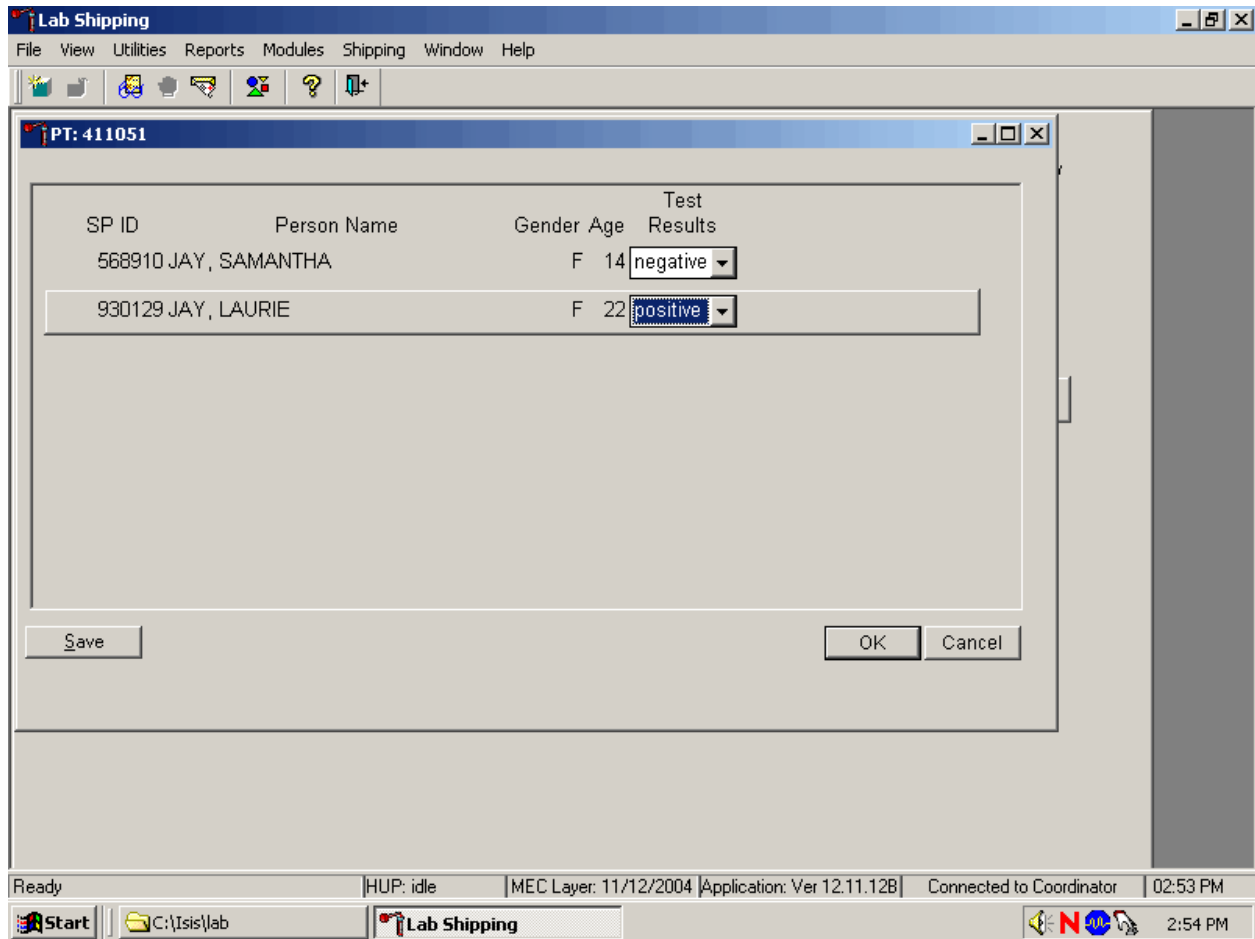 Lab Shipping
File View Utilities Reports Modules Shipping Window Help
PT: 411051
Test
SP ID Person Name Gender Age Results
568910 JAY, SAMANTHA F 14 negative
930129 JAY, LAURIE F 22 positive
Save OK Cancel
Ready HUP: idle MEC Layer: 11/12/2004 Application: Ver 12.11.12B Connected to Coordinator 02:53 PM
Start C:\Isis\lab Lab Shipping N 2:54 PM